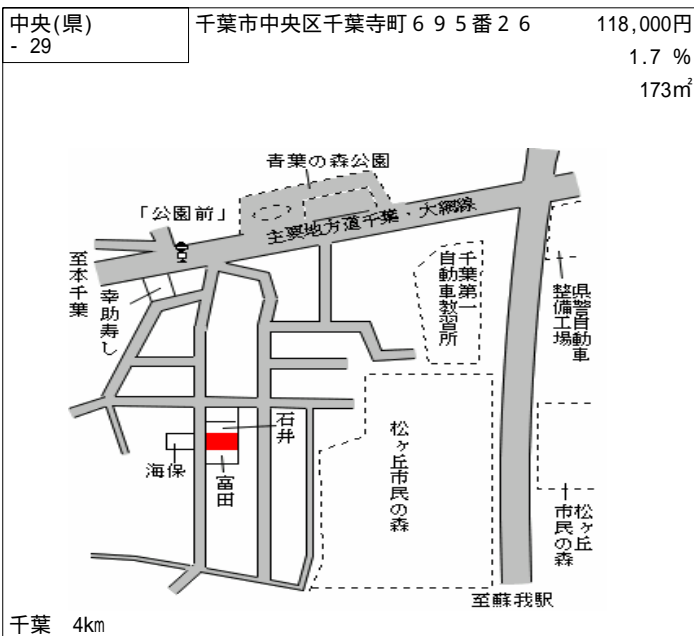 中央(県)
- 29
千葉市中央区千葉寺町６９５番２６
118,000円
1.7 %
173㎡
青葉の森公園
「公園前」
主要地方道千葉・大網線
至本千葉
幸助寿し
千葉第一
自動車教習所
県警自動車
整備工場
石井
海保
富田
松ヶ丘市民の森
松ヶ丘
市民の森
至蘇我駅
千葉 4km